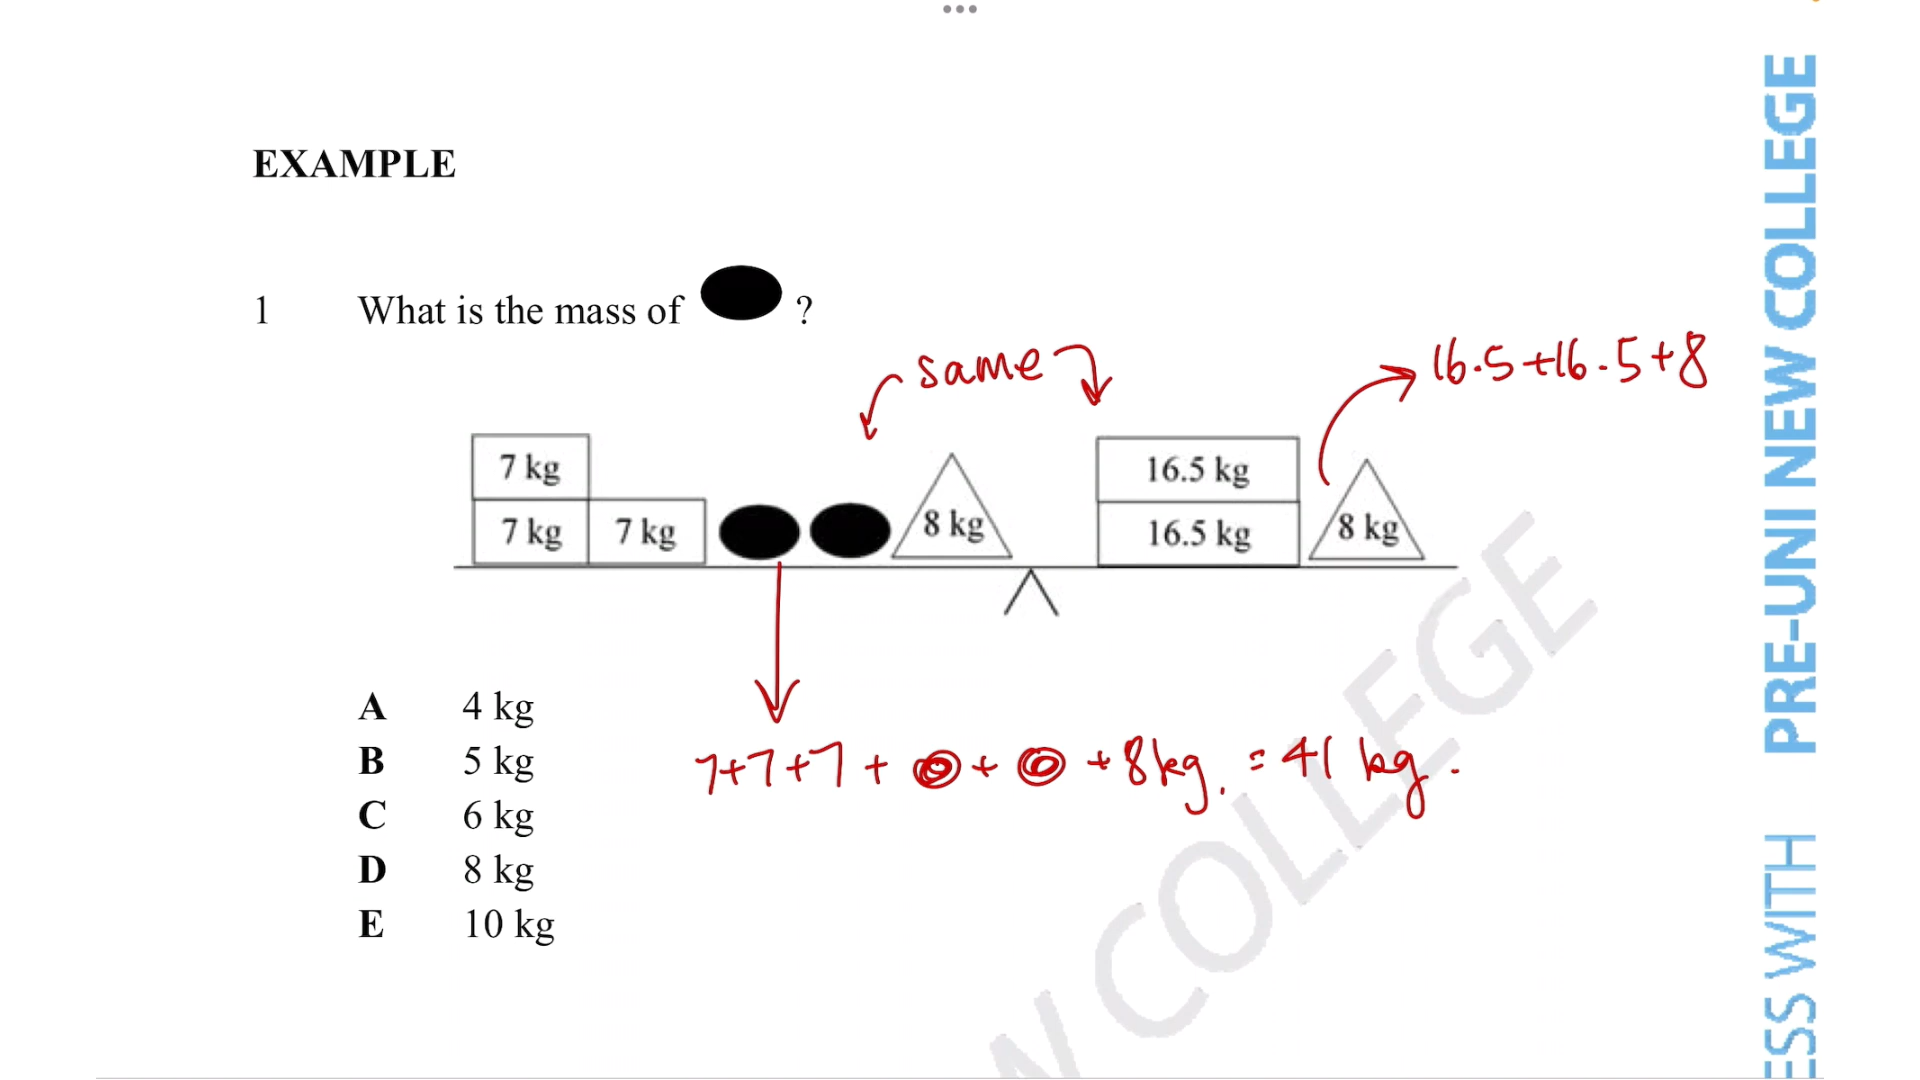 EXAMPLE
1 What is the mass of ?
same
16.5+16.5+8
7 kg
7 kg 7 kg
8 kg
16.5 kg
16.5 kg
8 kg
7+7+7 + + + 8kg. = 41 kg.
A 4 kg
B 5 kg
C 6 kg
D 8 kg
E 10 kg
W COLLEGE
ESS WITH PRE-UNI NEW COLLEGE